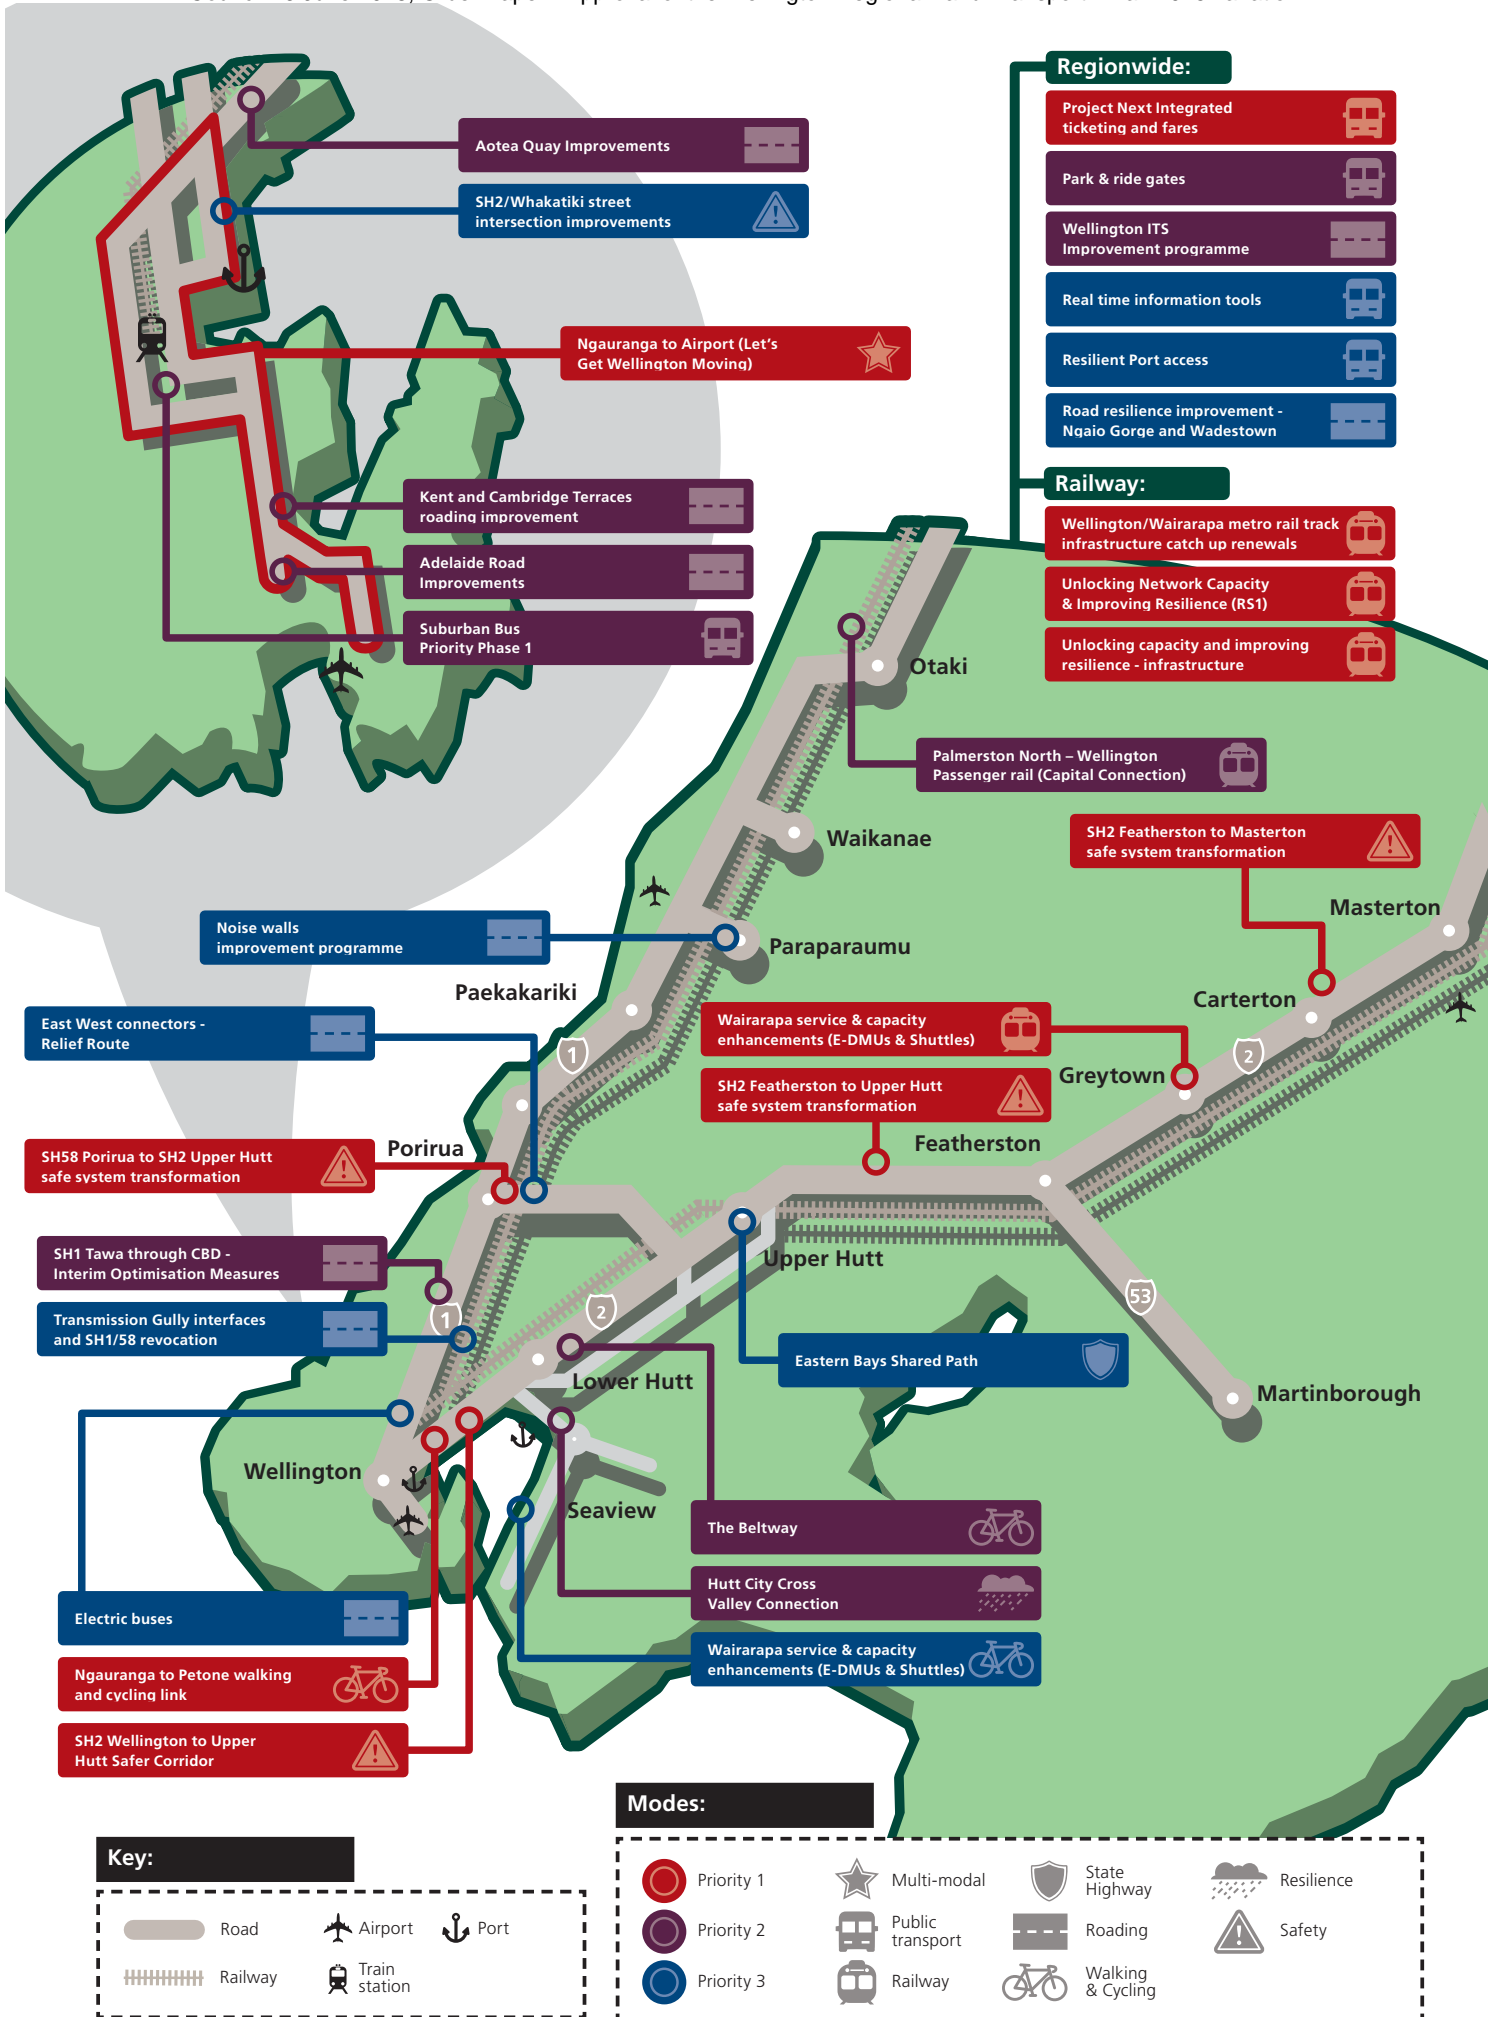 Regionwide:
Project Next Integrated
ticketing and fares
Park & ride gates
Wellington ITS
Improvement programme
Real time information tools
Resilient Port access
Road resilience improvement -
Ngaio Gorge and Wadestown
Railway:
Wellington/Wairarapa metro rail track
infrastructure catch up renewals
Unlocking Network Capacity
& Improving Resilience (RS1)
Unlocking capacity and improving
resilience - infrastructure
Aotea Quay Improvements
SH2/Whakatiki street
intersection improvements
Ngauranga to Airport (Let's
Get Wellington Moving)
Kent and Cambridge Terraces
roading improvement
Adelaide Road
Improvements
Suburban Bus
Priority Phase 1
Otaki
Palmerston North – Wellington
Passenger rail (Capital Connection)
Waikanae
SH2 Featherston to Masterton
safe system transformation
Masterton
Noise walls
improvement programme
Paraparaumu
Paekakariki
Carterton
East West connectors -
Relief Route
1
Wairarapa service & capacity
enhancements (E-DMUs & Shuttles)
2
Greytown
SH2 Featherston to Upper Hutt
safe system transformation
Featherston
Porirua
SH58 Porirua to SH2 Upper Hutt
safe system transformation
SH1 Tawa through CBD -
Interim Optimisation Measures
Upper Hutt
53
Transmission Gully interfaces
and SH1/58 revocation
1
2
Eastern Bays Shared Path
Lower Hutt
Martinborough
Wellington
Seaview
The Beltway
Hutt City Cross
Valley Connection
Wairarapa service & capacity
enhancements (E-DMUs & Shuttles)
Electric buses
Ngauranga to Petone walking
and cycling link
SH2 Wellington to Upper
Hutt Safer Corridor
Key:
Road
Airport
Port
Railway
Train
station
Modes:
Priority 1
Multi-modal
State
Highway
Resilience
Priority 2
Public
transport
Roading
Safety
Priority 3
Railway
Walking
& Cycling